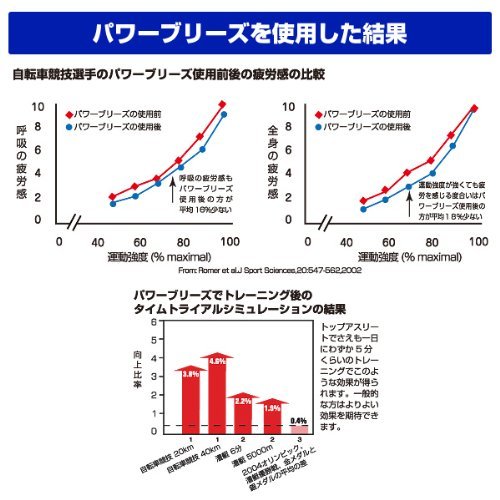 パワーブリーズを使用した結果
自転車競技選手のパワーブリーズ使用前後の疲労感の比較
呼吸の疲労感
10
8
6
4
2
0
0
40
60
80
100
パワーブリーズの使用前
パワーブリーズの使用後
呼吸の疲労感も
パワーブリーズ
使用後の方が
平均16%少ない
運動強度(% maximal)
全身の疲労感
10
8
6
4
2
0
0
40
60
80
100
パワーブリーズの使用前
パワーブリーズの使用後
運動強度が強くても疲
労を感じる度合いはパ
ワーブリーズ使用後の
方が平均18%少ない
運動強度(% maximal)
From: Romer etal.J Sport Sciences,20:547-562,2002
パワーブリーズでトレーニング後の
タイムトライアルシミュレーションの結果
向上比率
6
5
4
3
2
1
0
3.8%
4.6%
2.2%
1.9%
0.4%
1
1
2
2
3
自転車競技 20km
自転車競技 40km
漕艇 6分
漕艇 5000m
2004オリンピック、
漕艇優勝戦、金メダルと
銀メダルの平均の差
トップアスリー
トでさえも一日
にわずか5分
くらいのトレー
ニングでこのよ
うな効果が得ら
れます。一般的
な方はよりよい
効果を期待でき
ます。